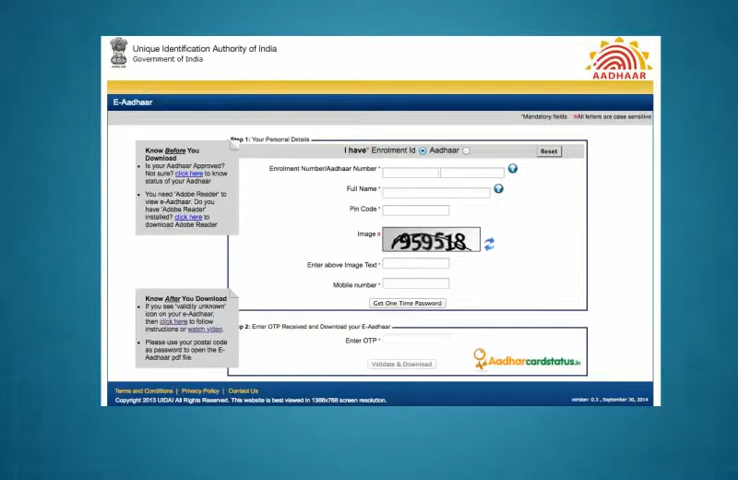 Unique Identification Authority of India
Government of India
AADHAAR
E-Aadhaar
*Mandatory fields #All letters are case sensitive
Step 1: Your Personal Details
I have* Enrolment Id Aadhaar
Reset
Know Before You
Download
Is your Aadhaar Approved?
Not sure? click here to know
status of your Aadhaar
You need 'Adobe Reader' to
view e-Aadhaar. Do you
have 'Adobe Reader'
installed? click here to
download Adobe Reader
Enrolment Number/Aadhaar Number *
Full Name *
Pin Code *
Image #
959518
Enter above Image Text *
Mobile number *
Get One Time Password
Know After You Download
If you see 'validity unknown'
icon on your e-Aadhaar,
then click here to follow
instructions or watch video.
Please use your postal code
as password to open the E-
Aadhaar pdf file.
p 2: Enter OTP Received and Download your E-Aadhaar
Enter OTP *
Validate & Download
Aadharcardstatus.in
Terms and Conditions | Privacy Policy | Contact Us
Copyright 2013 UIDAI All Rights Reserved. This website is best viewed in 1366x768 screen resolution.
version: 0.3 , September 30, 2014